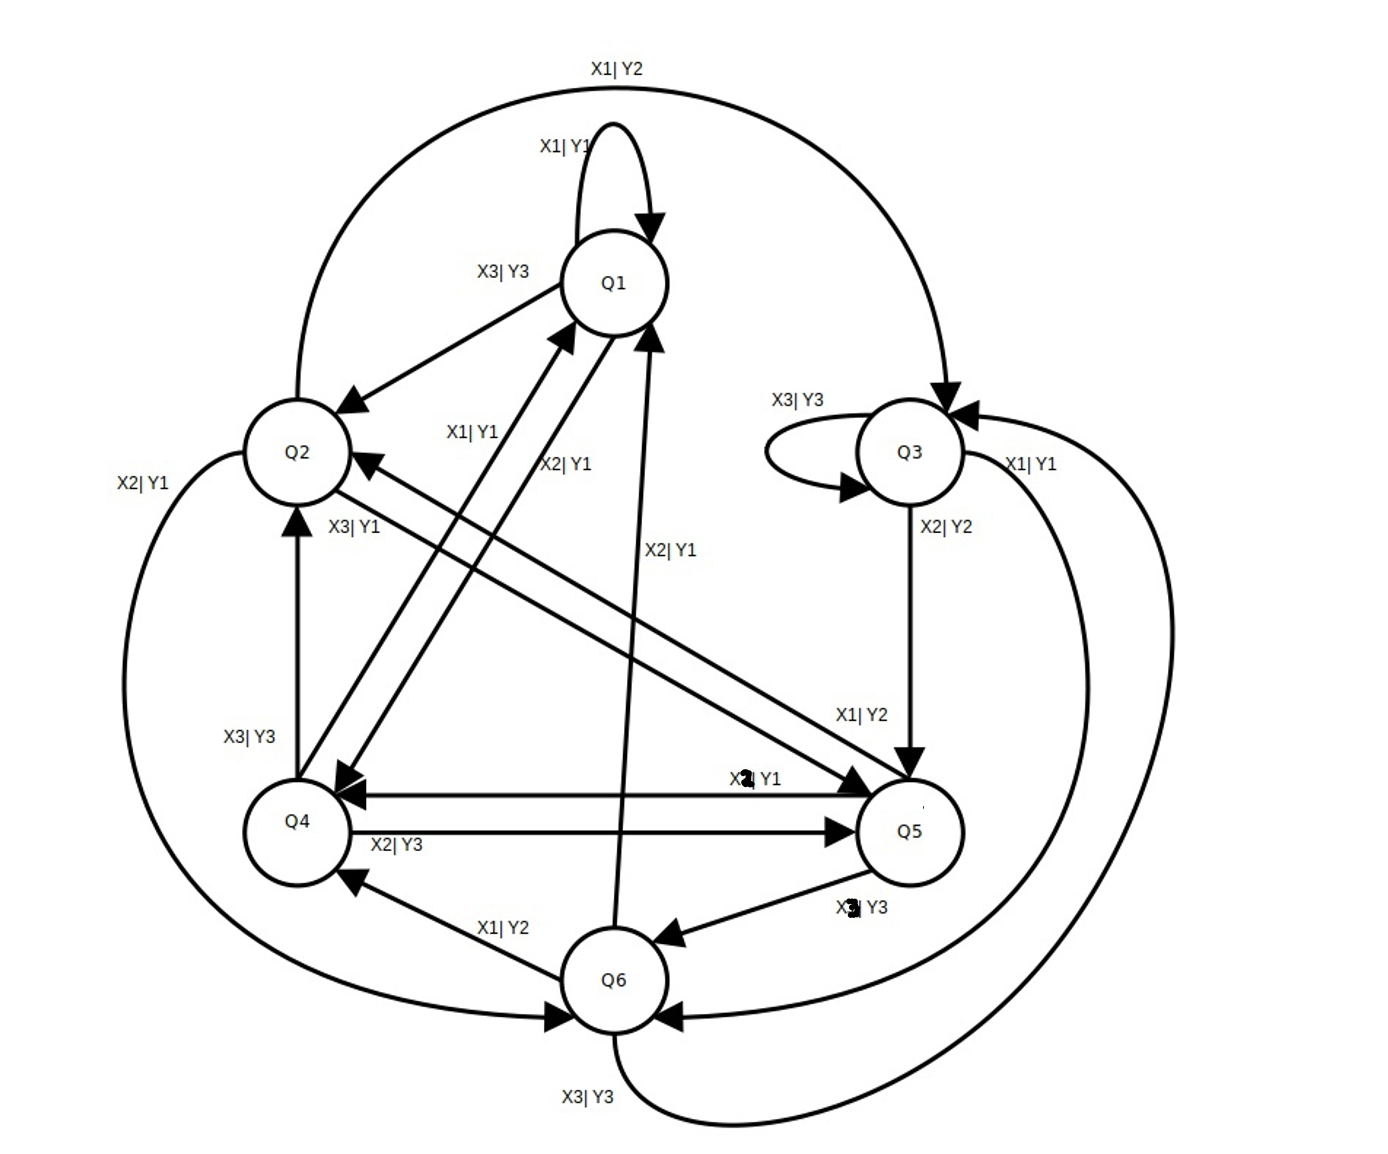 X1| Y2
X1| Y1
X3| Y3
Q1
X3| Y3
X1| Y1
X2| Y1
Q2
Q3
X1| Y1
X2| Y1
X3| Y1
X2| Y2
X2| Y1
X1| Y2
X3| Y3
X2| Y1
Q4
Q5
X2| Y3
X3| Y3
X1| Y2
Q6
X3| Y3